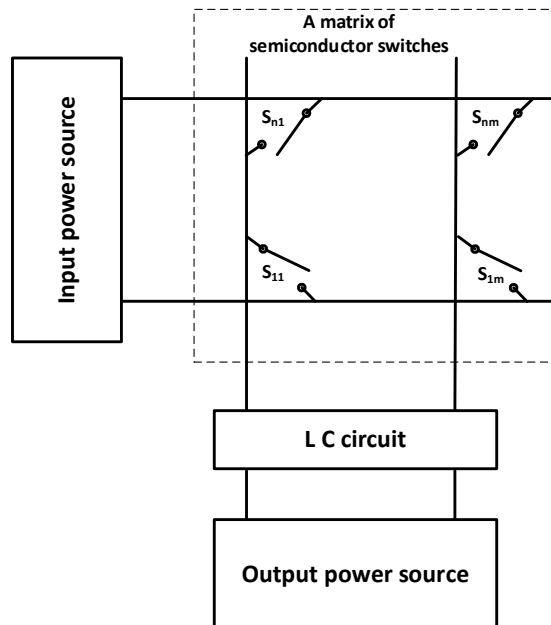 A matrix of
semiconductor switches
Input power source
Sn1
Snm
S11
S1m
L C circuit
Output power source